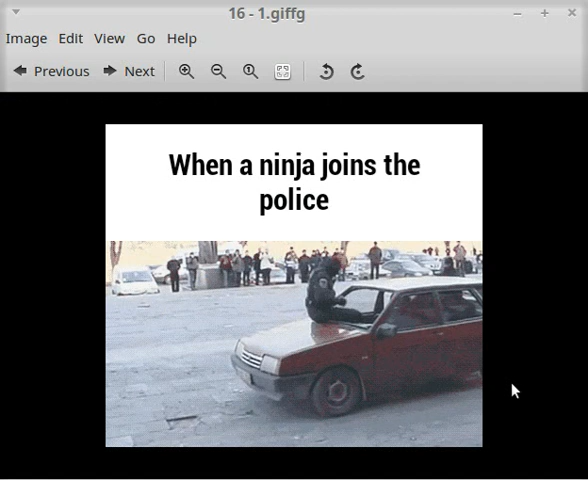 16 - 1.giffg
Image Edit View Go Help
Previous Next
When a ninja joins the
police